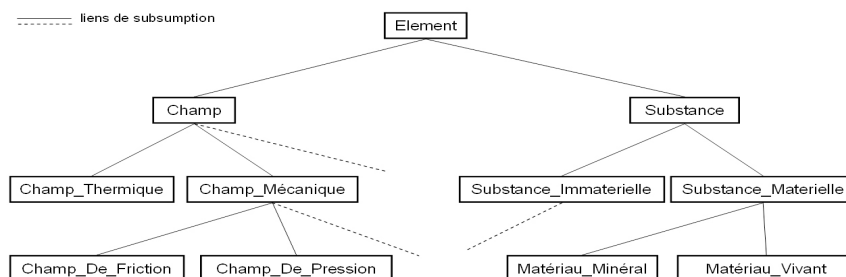 liens de subsumption
Element
Champ
Substance
Champ_Thermique
Champ_Mécanique
Substance_Immaterielle
Substance_Materielle
Champ_De_Friction
Champ_De_Pression
Matériau_Minéral
Matériau_Vivant